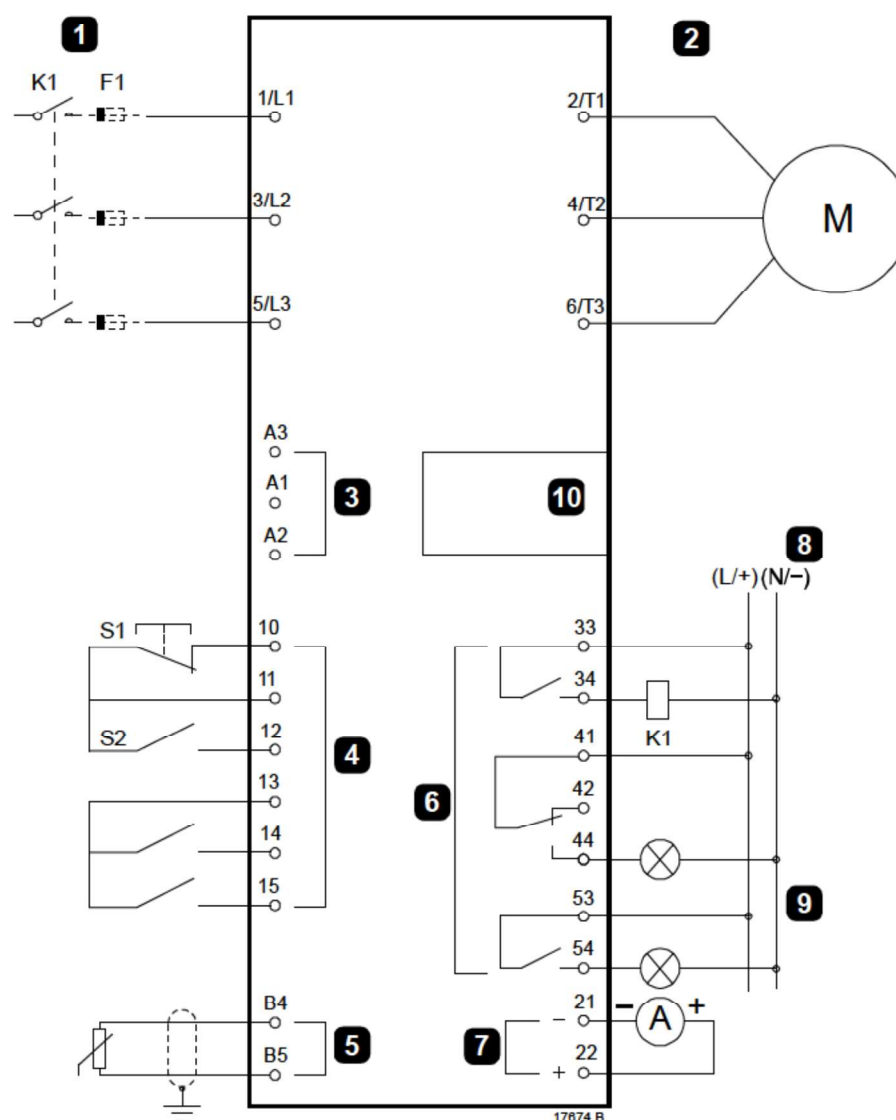 1 2
K1 F1
1/L1 2/T1
M
3/L2 4/T2
5/L3 6/T3
A3
A1 3 10
A2
8
(L/+) (N/−)
S1 10 33
11 34
S2 12 41 K1
4
13 42
6
14 44
15 53
9
54
B4 21 − A +
−
5 7
B5 22
+
17674 B